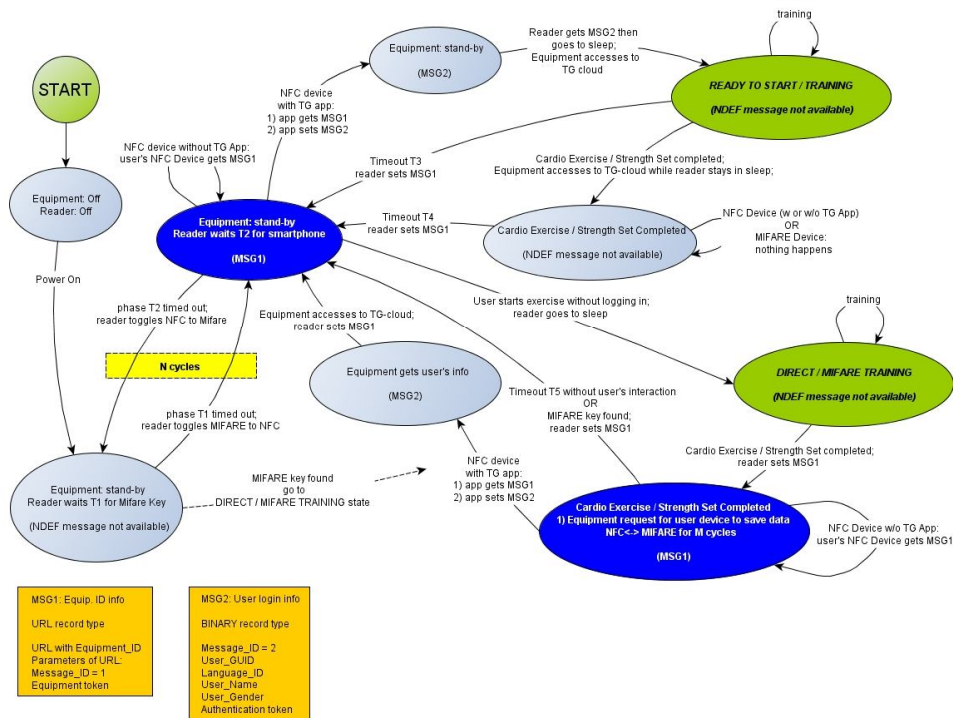 START
Equipment: Off
Reader: Off
Power On
NFC device without TG App:
user's NFC Device gets MSG1
NFC device
with TG app:
1) app gets MSG1
2) app sets MSG2
Equipment: stand-by
(MSG2)
Reader gets MSG2 then
goes to sleep;
Equipment accesses to
TG cloud
training
READY TO START / TRAINING
(NDEF message not available)
Timeout T3
reader sets MSG1
Cardio Exercise / Strength Set completed;
Equipment accesses to TG-cloud while reader stays in sleep;
Equipment: stand-by
Reader waits T2 for smartphone
(MSG1)
Timeout T4
reader sets MSG1
Cardio Exercise / Strength Set Completed
(NDEF message not available)
NFC Device (w or w/o TG App)
OR
MIFARE Device:
nothing happens
phase T2 timed out;
reader toggles NFC to Mifare
N cycles
phase T1 timed out;
reader toggles MIFARE to NFC
Equipment accesses to TG-cloud;
reader sets MSG1
Equipment gets user's info
(MSG2)
User starts exercise without logging in;
reader goes to sleep
training
DIRECT / MIFARE TRAINING
(NDEF message not available)
Timeout T5 without user's interaction
OR
MIFARE key found;
reader sets MSG1
Cardio Exercise / Strength Set completed;
reader sets MSG1
Equipment: stand-by
Reader waits T1 for Mifare Key
(NDEF message not available)
MIFARE key found
go to
DIRECT / MIFARE TRAINING state
NFC device
with TG app:
1) app gets MSG1
2) app sets MSG2
Cardio Exercise / Strength Set Completed
1) Equipment request for user device to save data
NFC<-> MIFARE for M cycles
(MSG1)
NFC Device w/o TG App:
user's NFC Device gets MSG1
MSG1: Equip. ID info
URL record type
URL with Equipment_ID
Parameters of URL:
Message_ID = 1
Equipment token
MSG2: User login info
BINARY record type
Message_ID = 2
User_GUID
Language_ID
User_Name
User_Gender
Authentication token